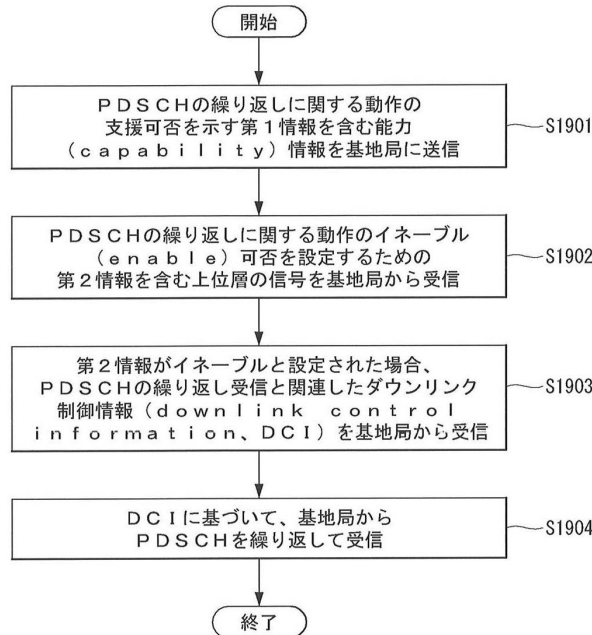 開始
PDSCHの繰り返しに関する動作の
支援可否を示す第1情報を含む能力
(capability)情報を基地局に送信
S1901
PDSCHの繰り返しに関する動作のイネーブル
(enable)可否を設定するための
第2情報を含む上位層の信号を基地局から受信
S1902
第2情報がイネーブルと設定された場合、
PDSCHの繰り返し受信と関連したダウンリンク
制御情報(downlink control
information、DCI)を基地局から受信
S1903
DCIに基づいて、基地局から
PDSCHを繰り返して受信
S1904
終了